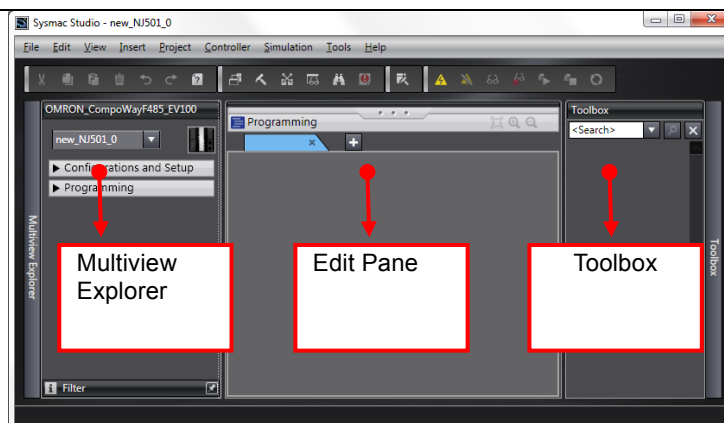 Sysmac Studio - new_NJ501_0
File Edit View Insert Project Controller Simulation Tools Help
OMRON_CompoWayF485_EV100
new_NJ501_0
Configurations and Setup
Programming
Multiview Explorer
Filter
Programming
Toolbox
<Search>
Toolbox
Multiview
Explorer
Edit Pane
Toolbox